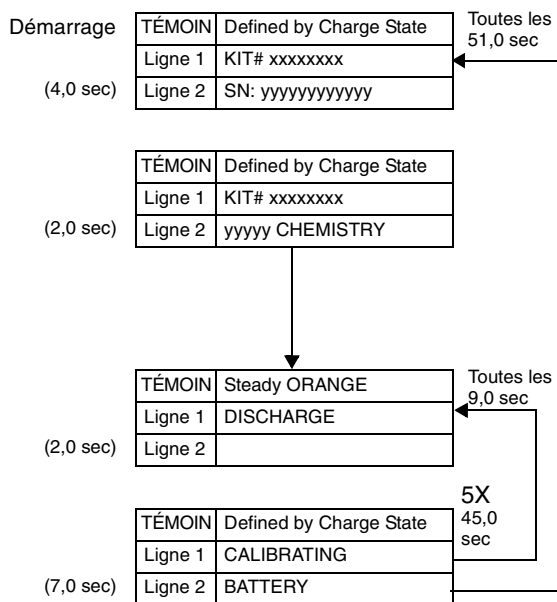 Démarrage
TÉMOIN Defined by Charge State
Toutes les
51,0 sec
Ligne 1 KIT# xxxxxxxx
(4,0 sec) Ligne 2 SN: yyyyyyyyyyyy
TÉMOIN Defined by Charge State
Ligne 1 KIT# xxxxxxxx
(2,0 sec) Ligne 2 yyyyy CHEMISTRY
TÉMOIN Steady ORANGE
Toutes les
9,0 sec
Ligne 1 DISCHARGE
(2,0 sec) Ligne 2
5X
45,0
sec
TÉMOIN Defined by Charge State
Ligne 1 CALIBRATING
(7,0 sec) Ligne 2 BATTERY